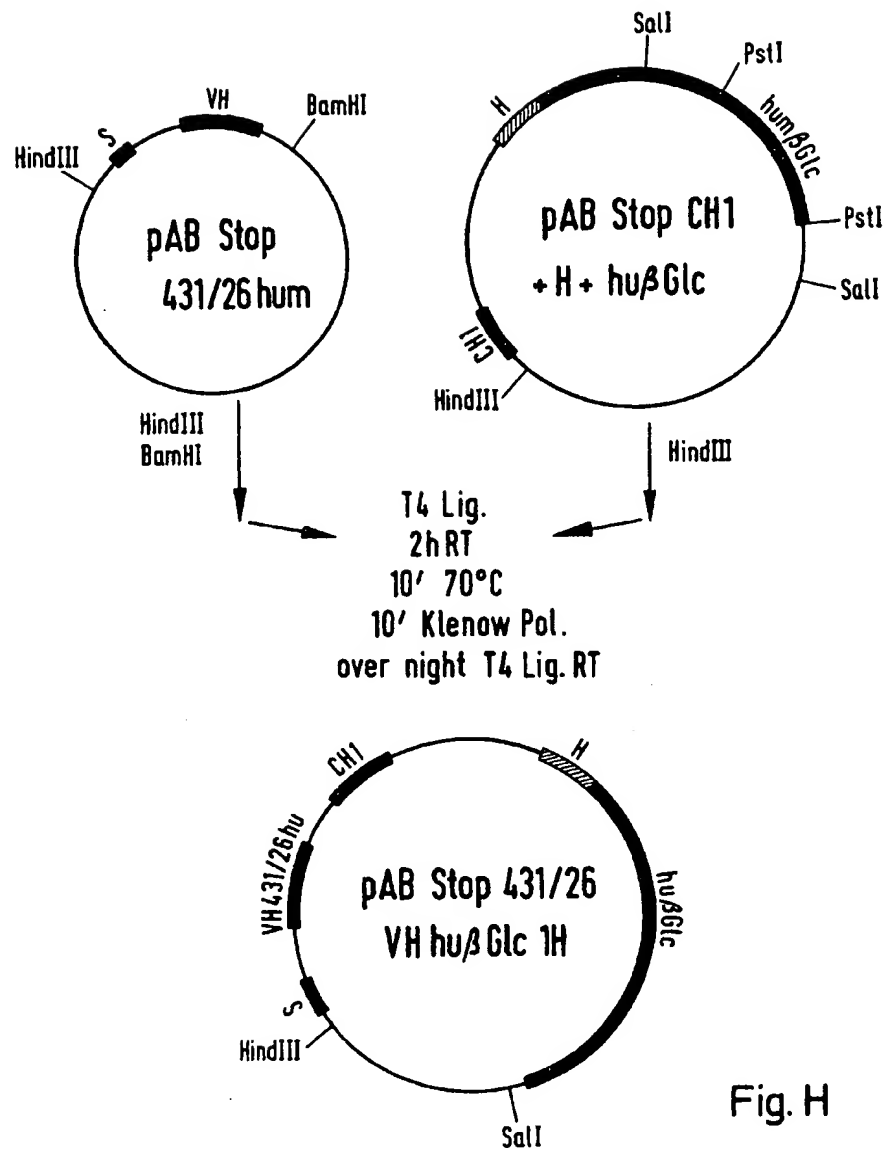 VH
BamHI
S
HindIII
pAB Stop
431/26 hum
SalI
PstI
H
humβGlc
pAB Stop CH1
+ H + huβGlc
PstI
SalI
CH1
HindIII
HindIII
BamHI
HindIII
T4 Lig.
2h RT
10′ 70°C
10′ Klenow Pol.
over night T4 Lig. RT
CH1
H
VH431/26hu
pAB Stop 431/26
VH huβGlc 1H
huβGlc
S
HindIII
SalI
Fig. H